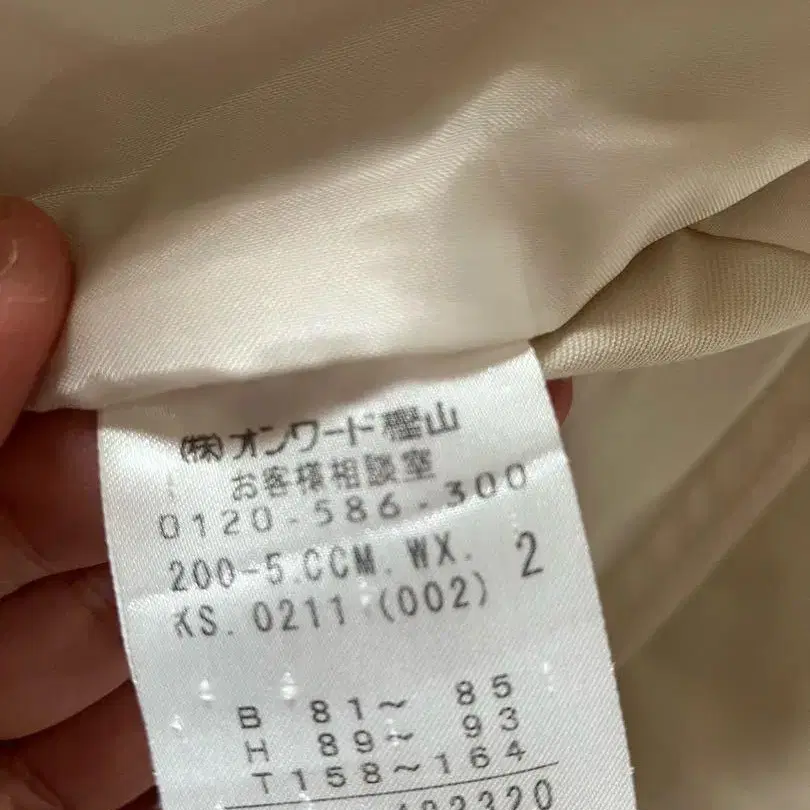 (株)オンワード樫山
お客様相談室
0120-586-300
200-5.CCM.WX. 2
KS.0211(002)
B 81～ 85
H 89～ 93
T158～164